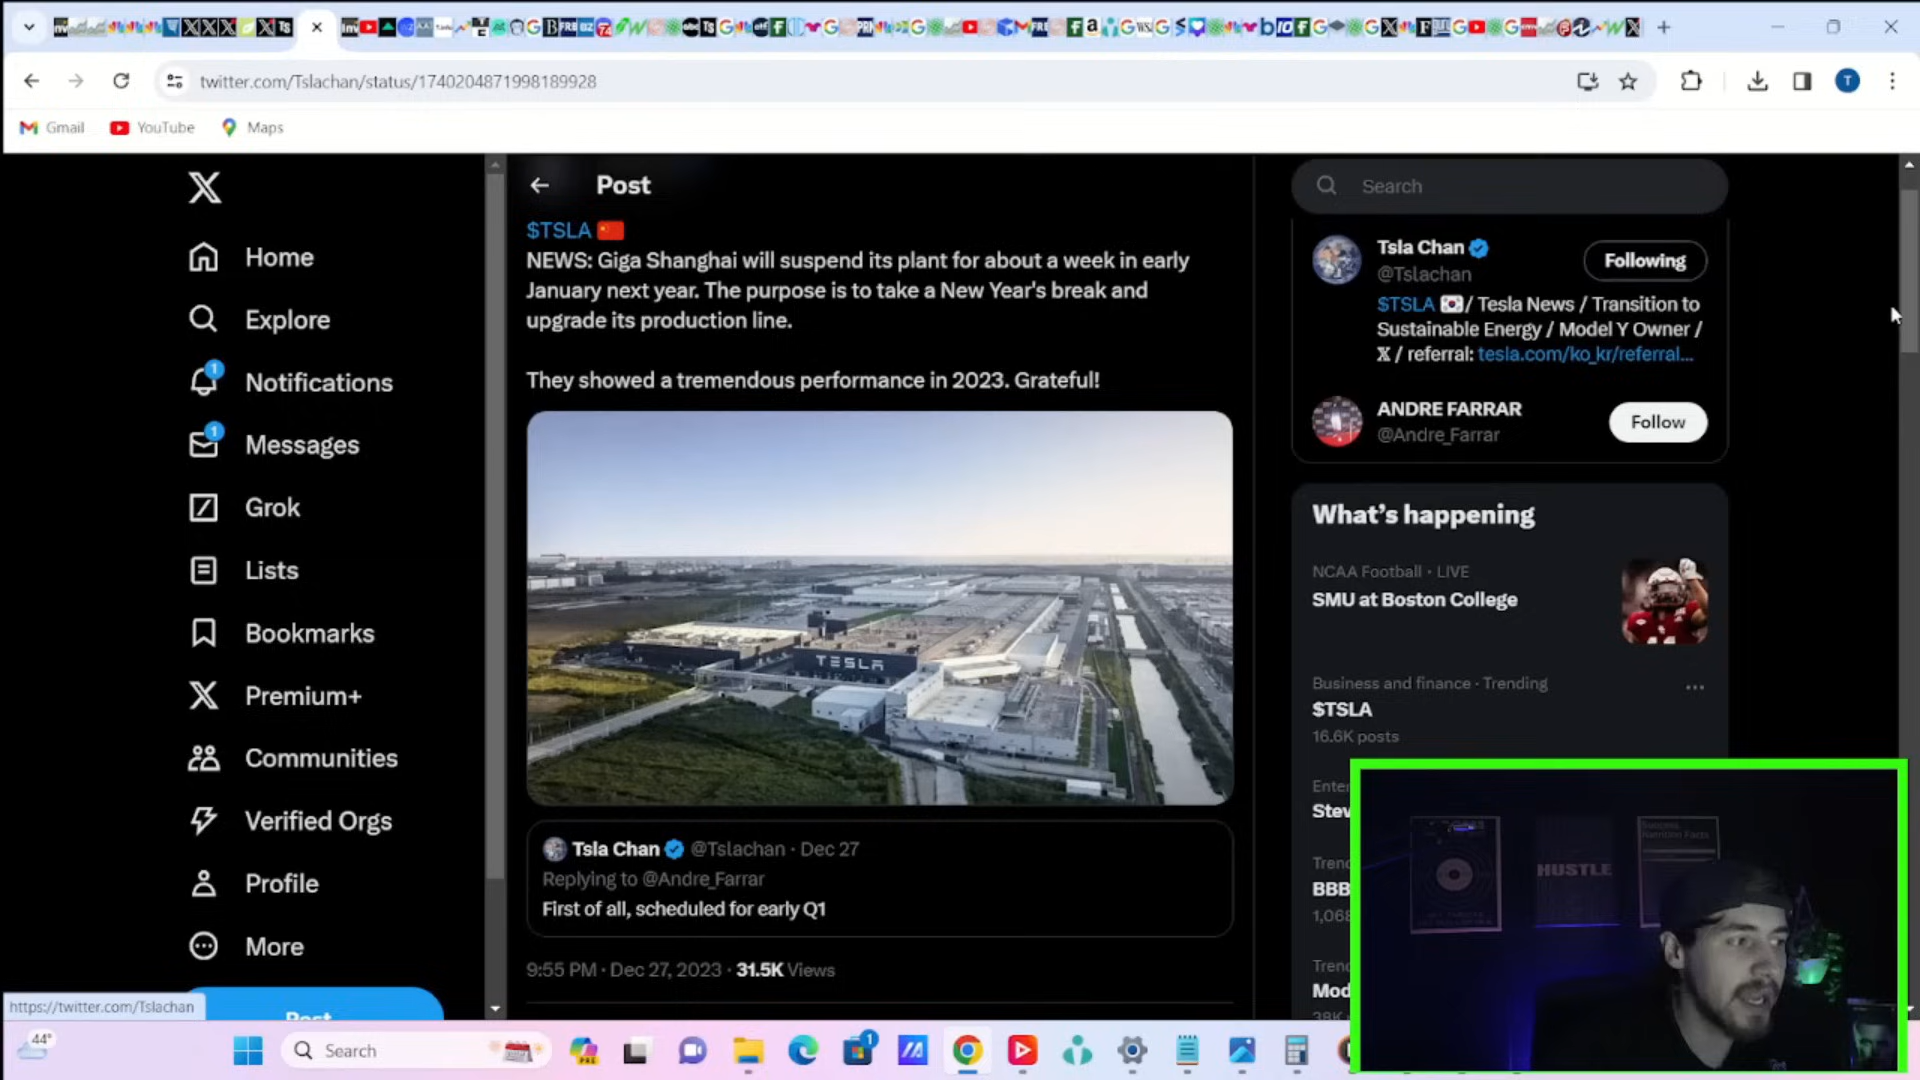 twitter.com/Tslachan/status/1740204871998189928
T
Gmail
YouTube
Maps
Home
Explore
1
Notifications
1
Messages
Grok
Lists
Bookmarks
Premium+
Communities
Verified Orgs
Profile
More
Post
https://twitter.com/Tslachan
Post
$TSLA
NEWS: Giga Shanghai will suspend its plant for about a week in early
January next year. The purpose is to take a New Year's break and
upgrade its production line.
They showed a tremendous performance in 2023. Grateful!
TESLA
Tsla Chan @Tslachan · Dec 27
Replying to @Andre_Farrar
First of all, scheduled for early Q1
9:55 PM · Dec 27, 2023 · 31.5K Views
Search
Tsla Chan
@Tslachan
Following
$TSLA / Tesla News / Transition to
Sustainable Energy / Model Y Owner /
𝕏 / referral: tesla.com/ko_kr/referral...
ANDRE FARRAR
@Andre_Farrar
Follow
What's happening
NCAA Football · LIVE
SMU at Boston College
Business and finance · Trending
$TSLA
16.6K posts
HUSTLE
44°
Search
1